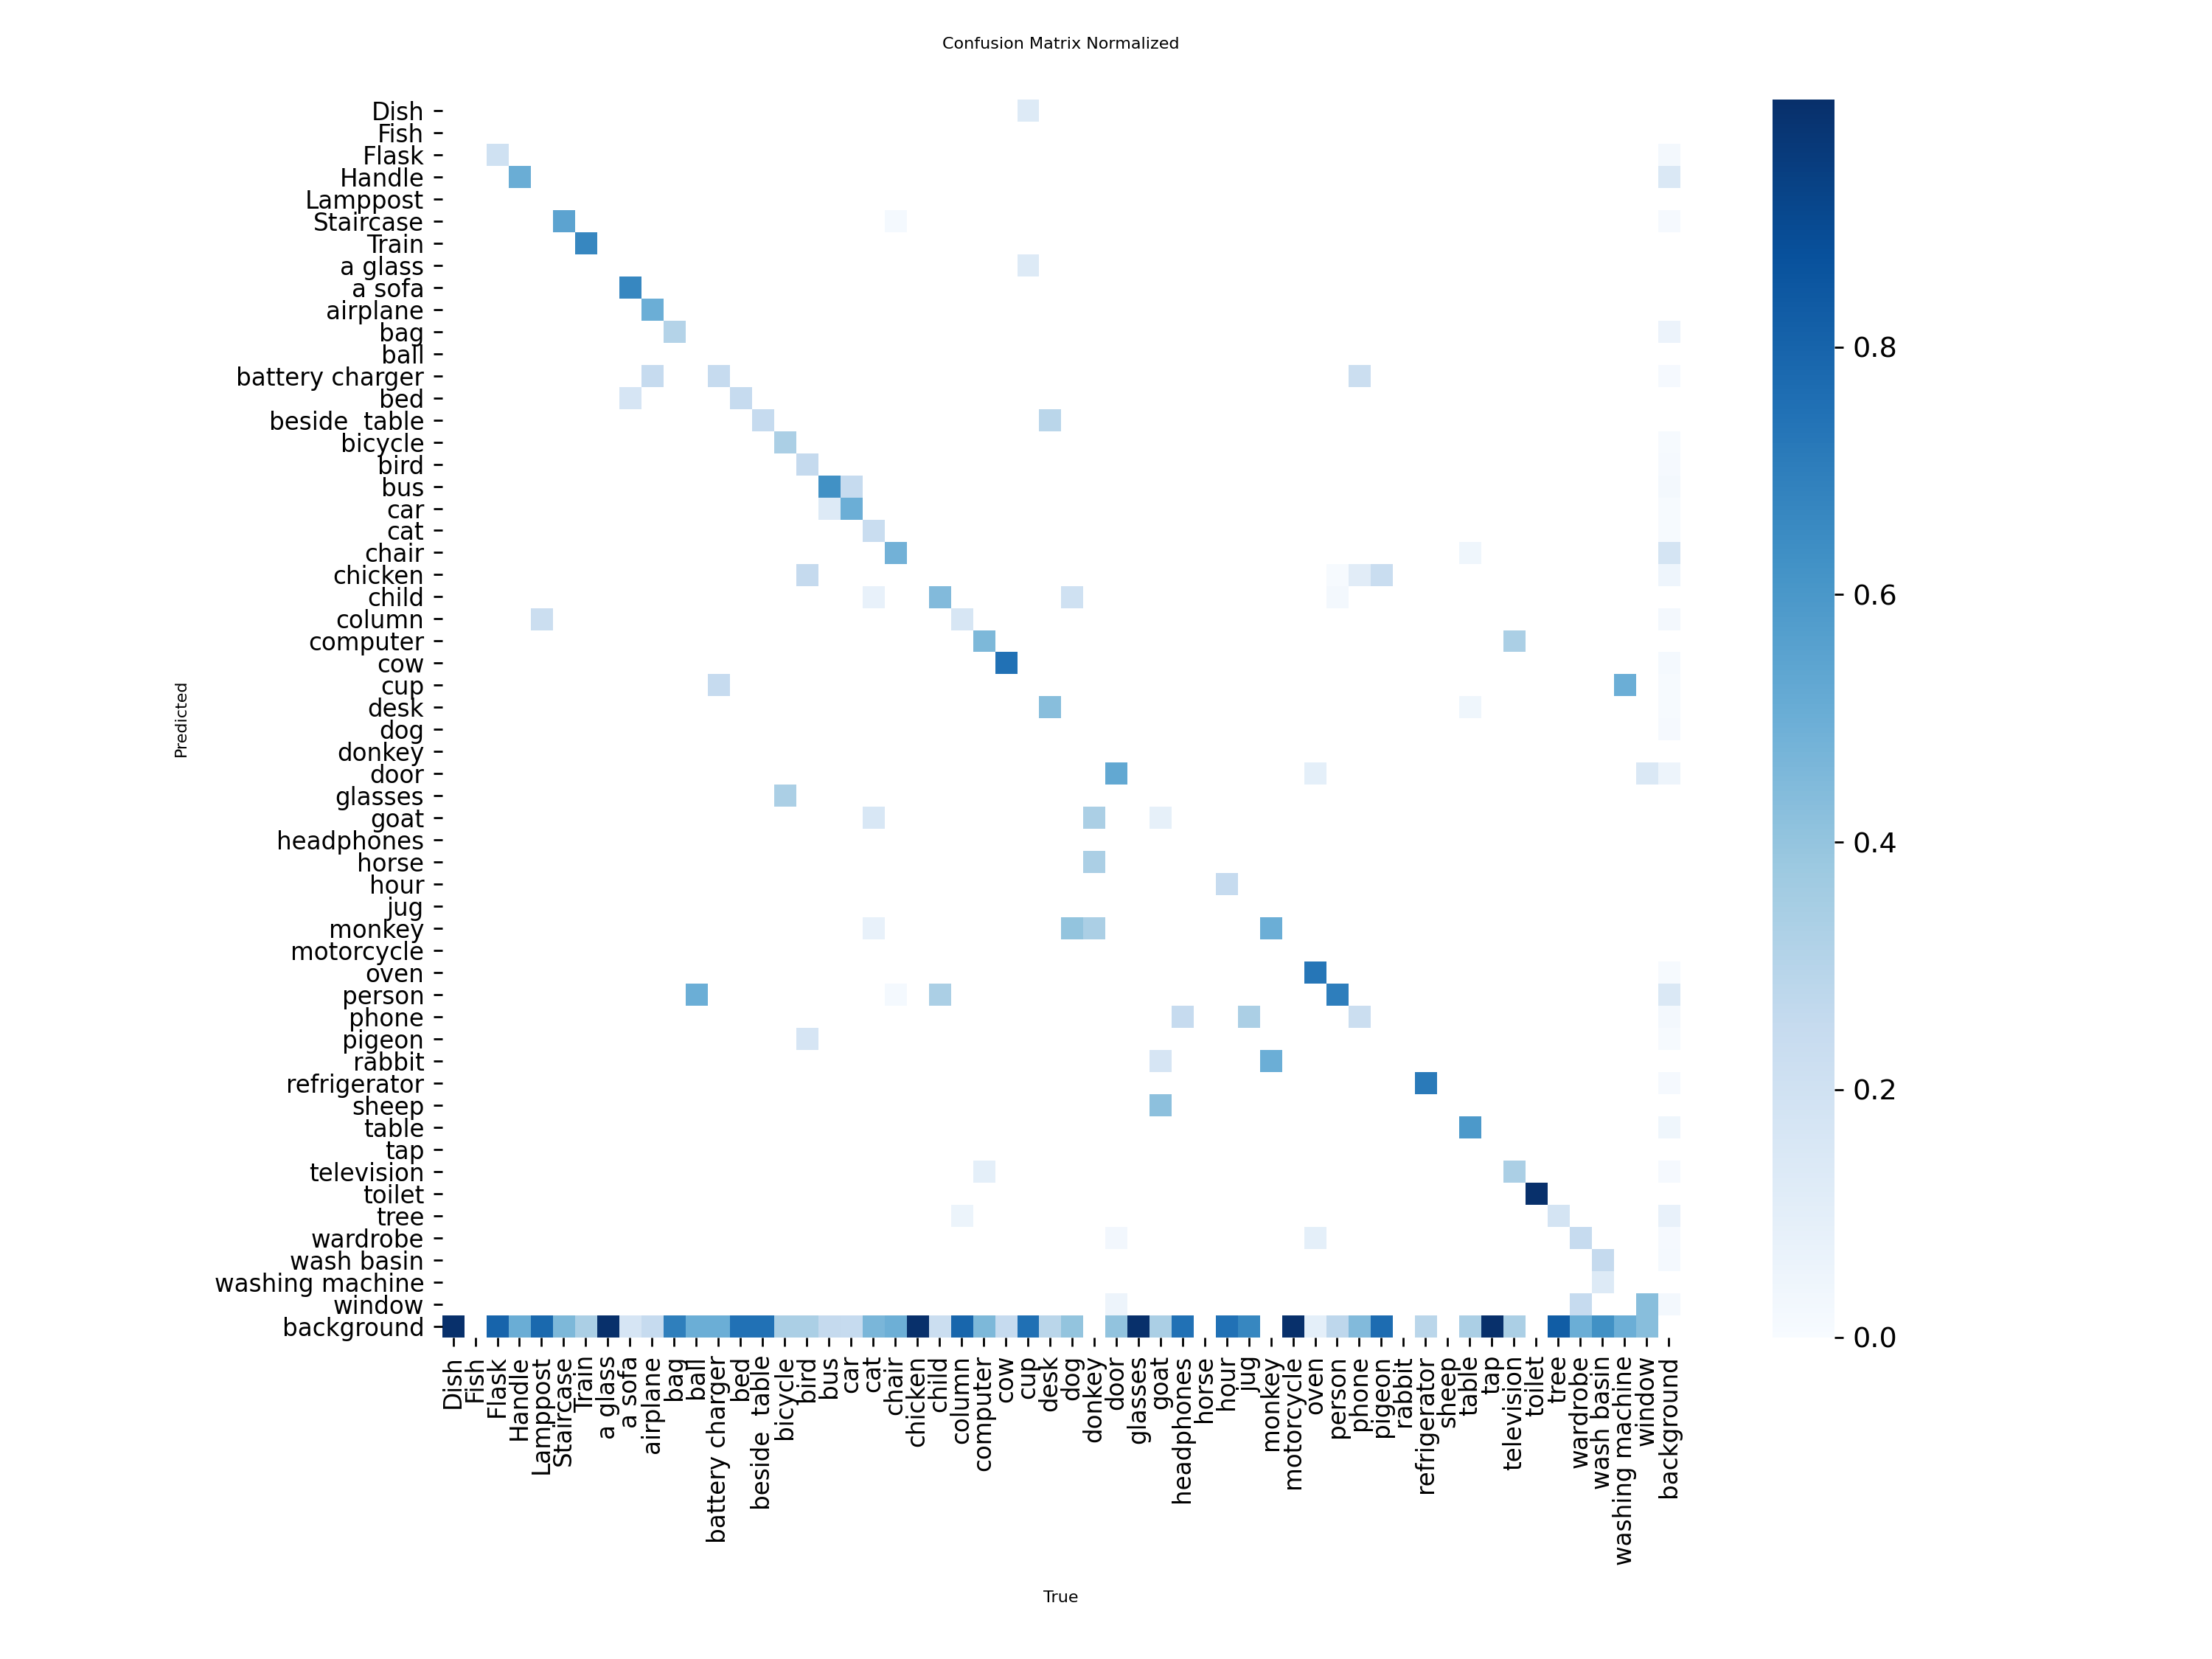 Confusion Matrix Normalized
Dish
Fish
Flask
Handle
Lamppost
Staircase
Train
a glass
a sofa
airplane
bag
ball
battery charger
bed
beside  table
bicycle
bird
bus
car
cat
chair
chicken
child
column
computer
cow
cup
desk
dog
donkey
door
glasses
goat
headphones
horse
hour
jug
monkey
motorcycle
oven
person
phone
pigeon
rabbit
refrigerator
sheep
table
tap
television
toilet
tree
wardrobe
wash basin
washing machine
window
background
Predicted
Dish
Fish
Flask
Handle
Lamppost
Staircase
Train
a glass
a sofa
airplane
bag
ball
battery charger
bed
beside  table
bicycle
bird
bus
car
cat
chair
chicken
child
column
computer
cow
cup
desk
dog
donkey
door
glasses
goat
headphones
horse
hour
jug
monkey
motorcycle
oven
person
phone
pigeon
rabbit
refrigerator
sheep
table
tap
television
toilet
tree
wardrobe
wash basin
washing machine
window
background
True
0.8
0.6
0.4
0.2
0.0